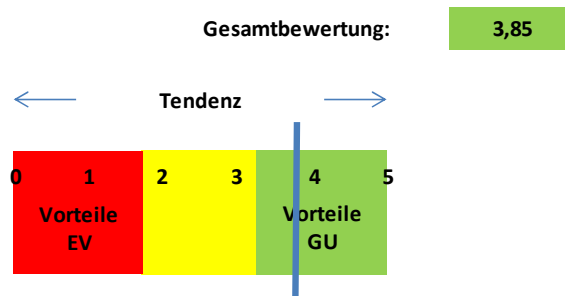 Gesamtbewertung: 3,85
Tendenz
0 1 2 3 4 5
Vorteile Vorteile
EV GU